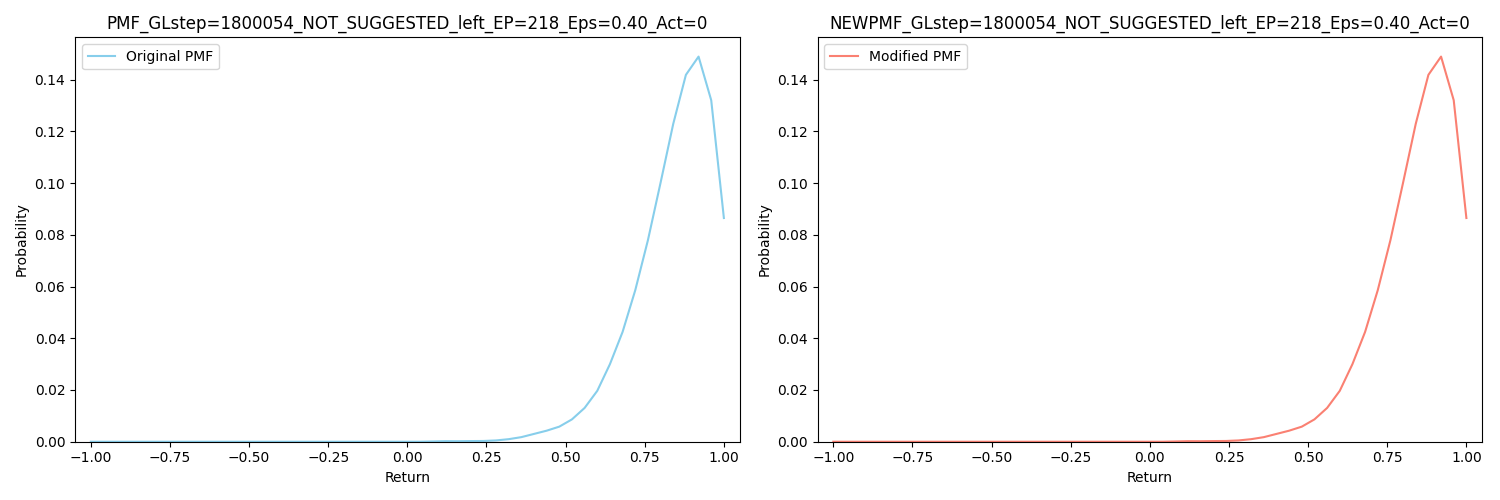 PMF_GLstep=1800054_NOT_SUGGESTED_left_EP=218_Eps=0.40_Act=0
Original PMF
0.14
0.12
0.10
0.08
0.06
0.04
0.02
0.00
Probability
−1.00 −0.75 −0.50 −0.25 0.00 0.25 0.50 0.75 1.00
Return
NEWPMF_GLstep=1800054_NOT_SUGGESTED_left_EP=218_Eps=0.40_Act=0
Modified PMF
0.14
0.12
0.10
0.08
0.06
0.04
0.02
0.00
Probability
−1.00 −0.75 −0.50 −0.25 0.00 0.25 0.50 0.75 1.00
Return